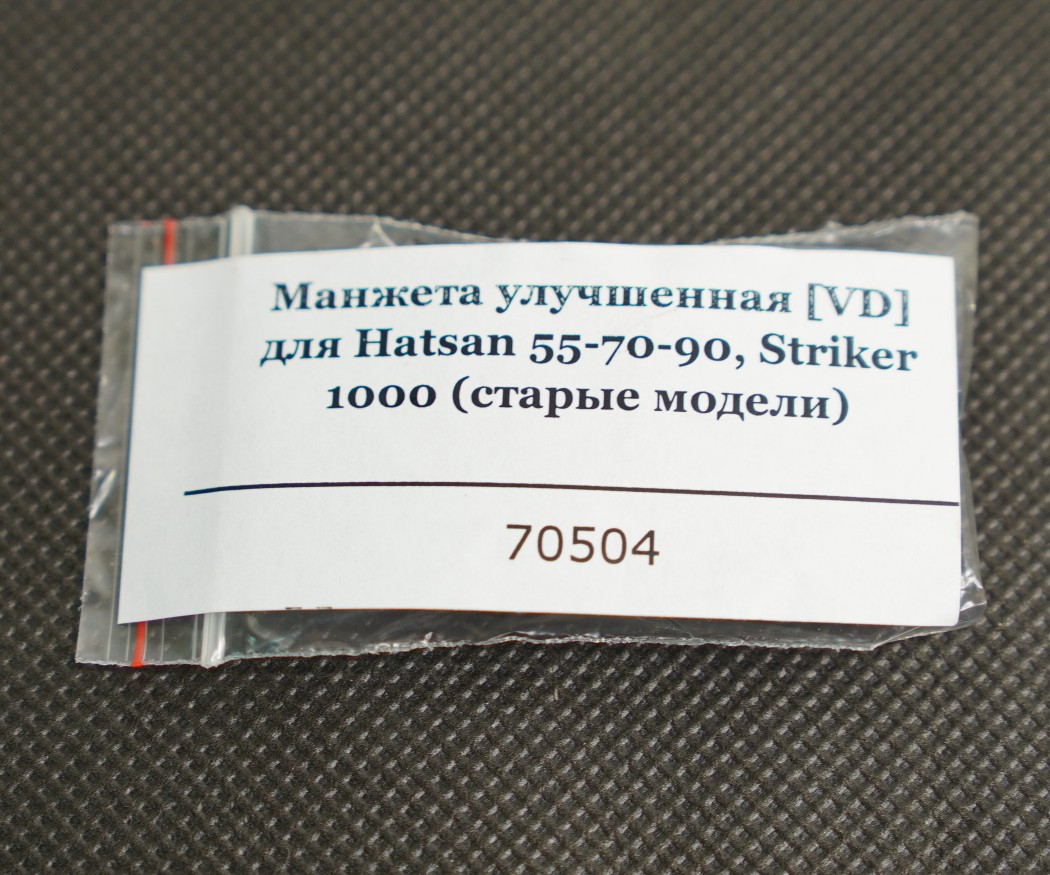 Манжета улучшенная [VD]
для Hatsan 55-70-90, Striker
1000 (старые модели)
70504